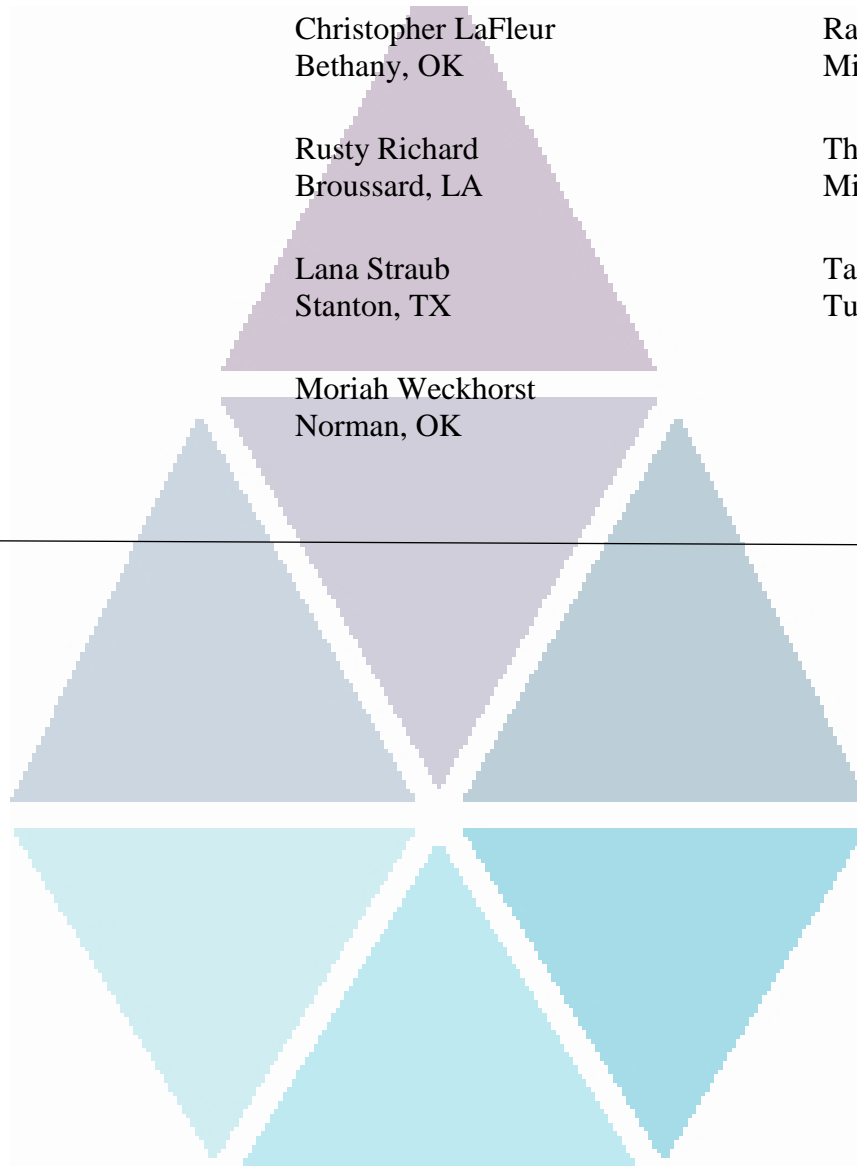 Christopher LaFleur
Bethany, OK
Rusty Richard
Broussard, LA
Lana Straub
Stanton, TX
Moriah Weckhorst
Norman, OK